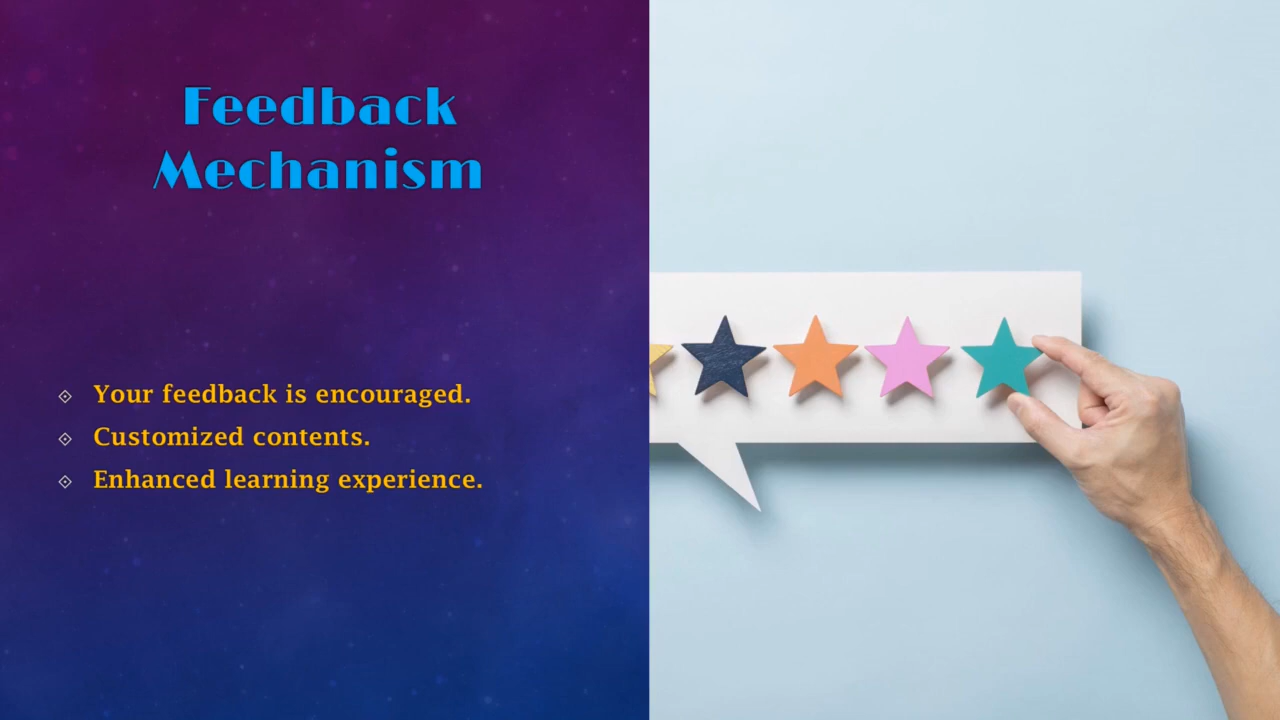 Feedback
Mechanism
Your feedback is encouraged.
Customized contents.
Enhanced learning experience.